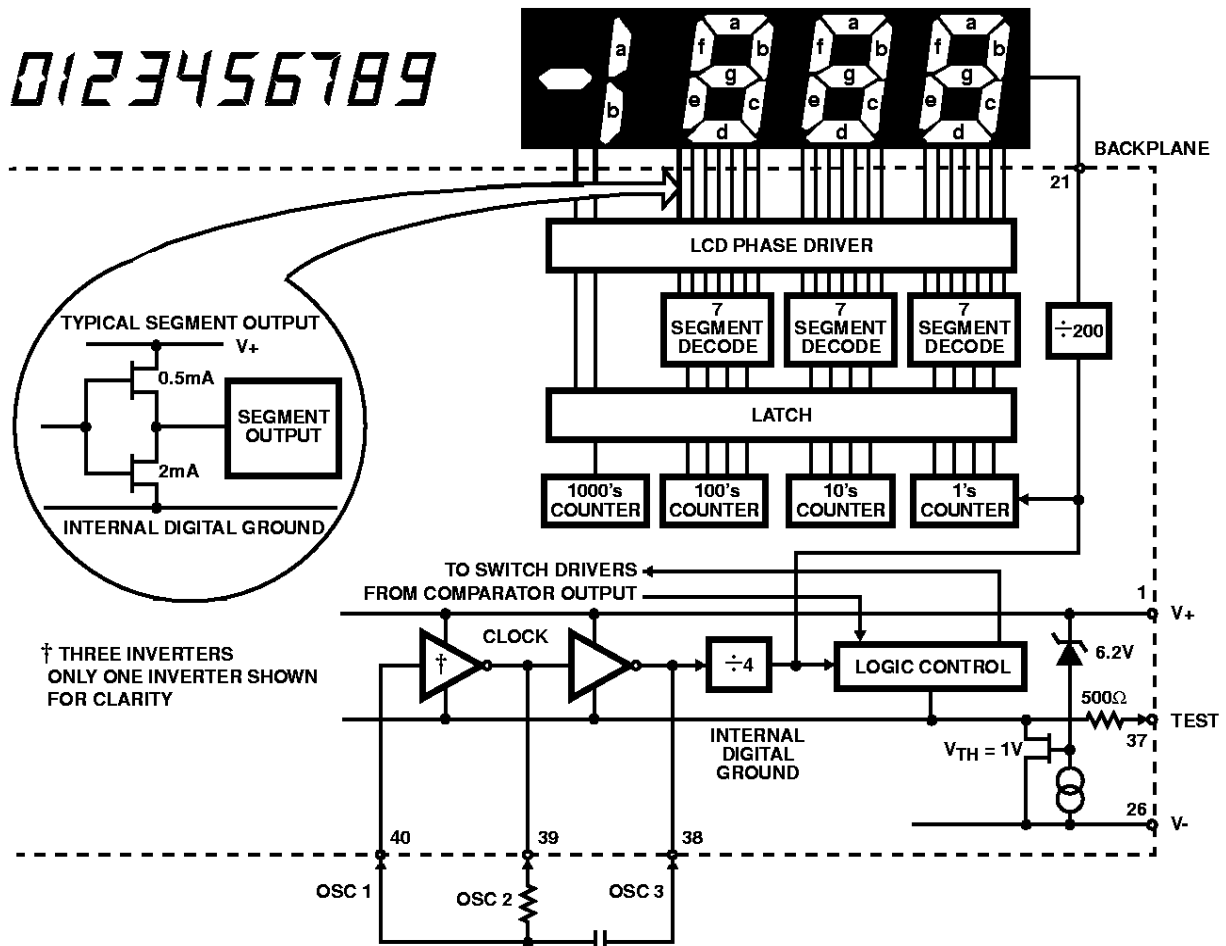 0123456789
a
b
a
f
b
g
e
c
d
a
f
b
g
e
c
d
a
f
b
g
e
c
d
BACKPLANE
21
LCD PHASE DRIVER
TYPICAL SEGMENT OUTPUT
V+
0.5mA
SEGMENT
OUTPUT
2mA
INTERNAL DIGITAL GROUND
7
SEGMENT
DECODE
7
SEGMENT
DECODE
7
SEGMENT
DECODE
÷200
LATCH
1000's
COUNTER
100's
COUNTER
10's
COUNTER
1's
COUNTER
TO SWITCH DRIVERS
FROM COMPARATOR OUTPUT
1
V+
† THREE INVERTERS
ONLY ONE INVERTER SHOWN
FOR CLARITY
†
CLOCK
÷4
LOGIC CONTROL
6.2V
500Ω
TEST
37
INTERNAL
DIGITAL
GROUND
VTH = 1V
26
V-
40
39
38
OSC 1
OSC 2
OSC 3